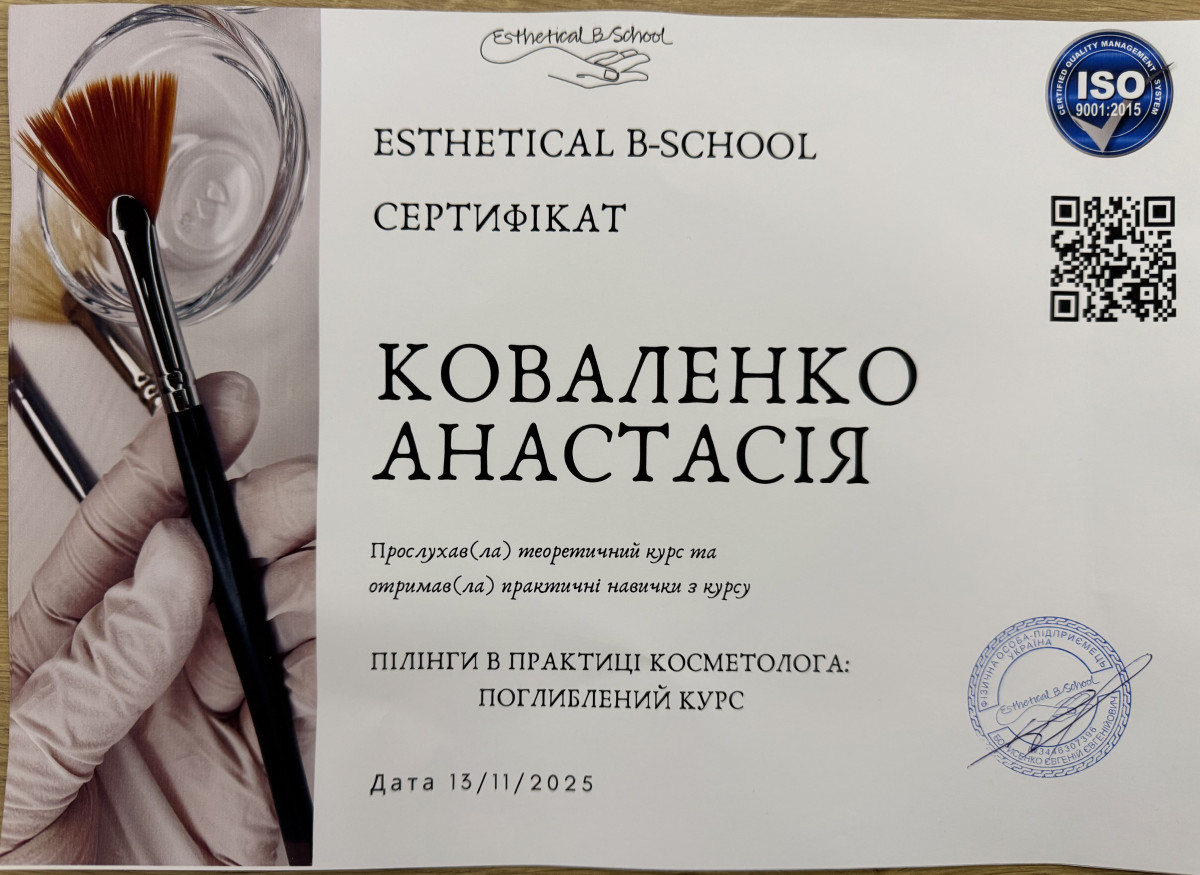 Esthetical B-School
CERTIFIED QUALITY MANAGEMENT SYSTEM
ISO
9001:2015
ESTHETICAL B-SCHOOL
СЕРТИФІКАТ
КОВАЛЕНКО
АНАСТАСІЯ
Прослухав(ла) теоретичний курс та
отримав(ла) практичні навички з курсу
ПІЛІНГИ В ПРАКТИЦІ КОСМЕТОЛОГА:
ПОГЛИБЛЕНИЙ КУРС
Дата 13/11/2025
ФІЗИЧНА ОСОБА-ПІДПРИЄМЕЦЬ
УКРАЇНА
Esthetical B-School
ЄВГЕНІЙ ЄВГЕНІЙОВИЧ